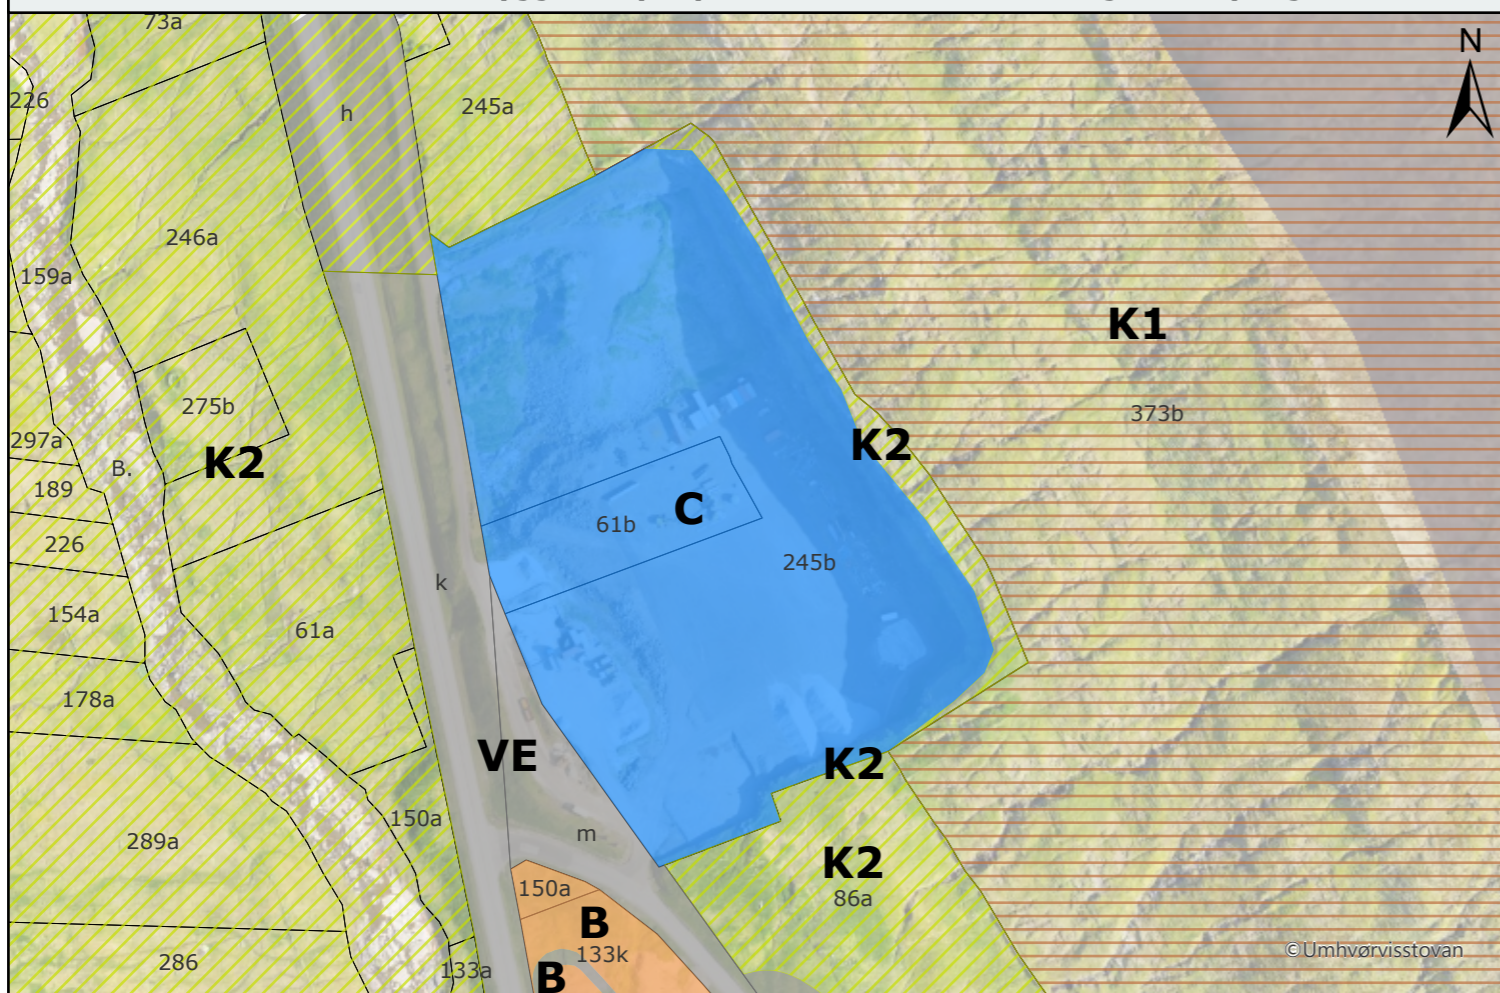 73a
N
226
h
245a
246a
159a
K1
275b
373b
297a
K2
K2
B.
189
C
61b
226
245b
k
154a
61a
178a
VE
K2
150a
m
289a
K2
150a
86a
B
133k
©Umhvørvisstovan
286
133a
B